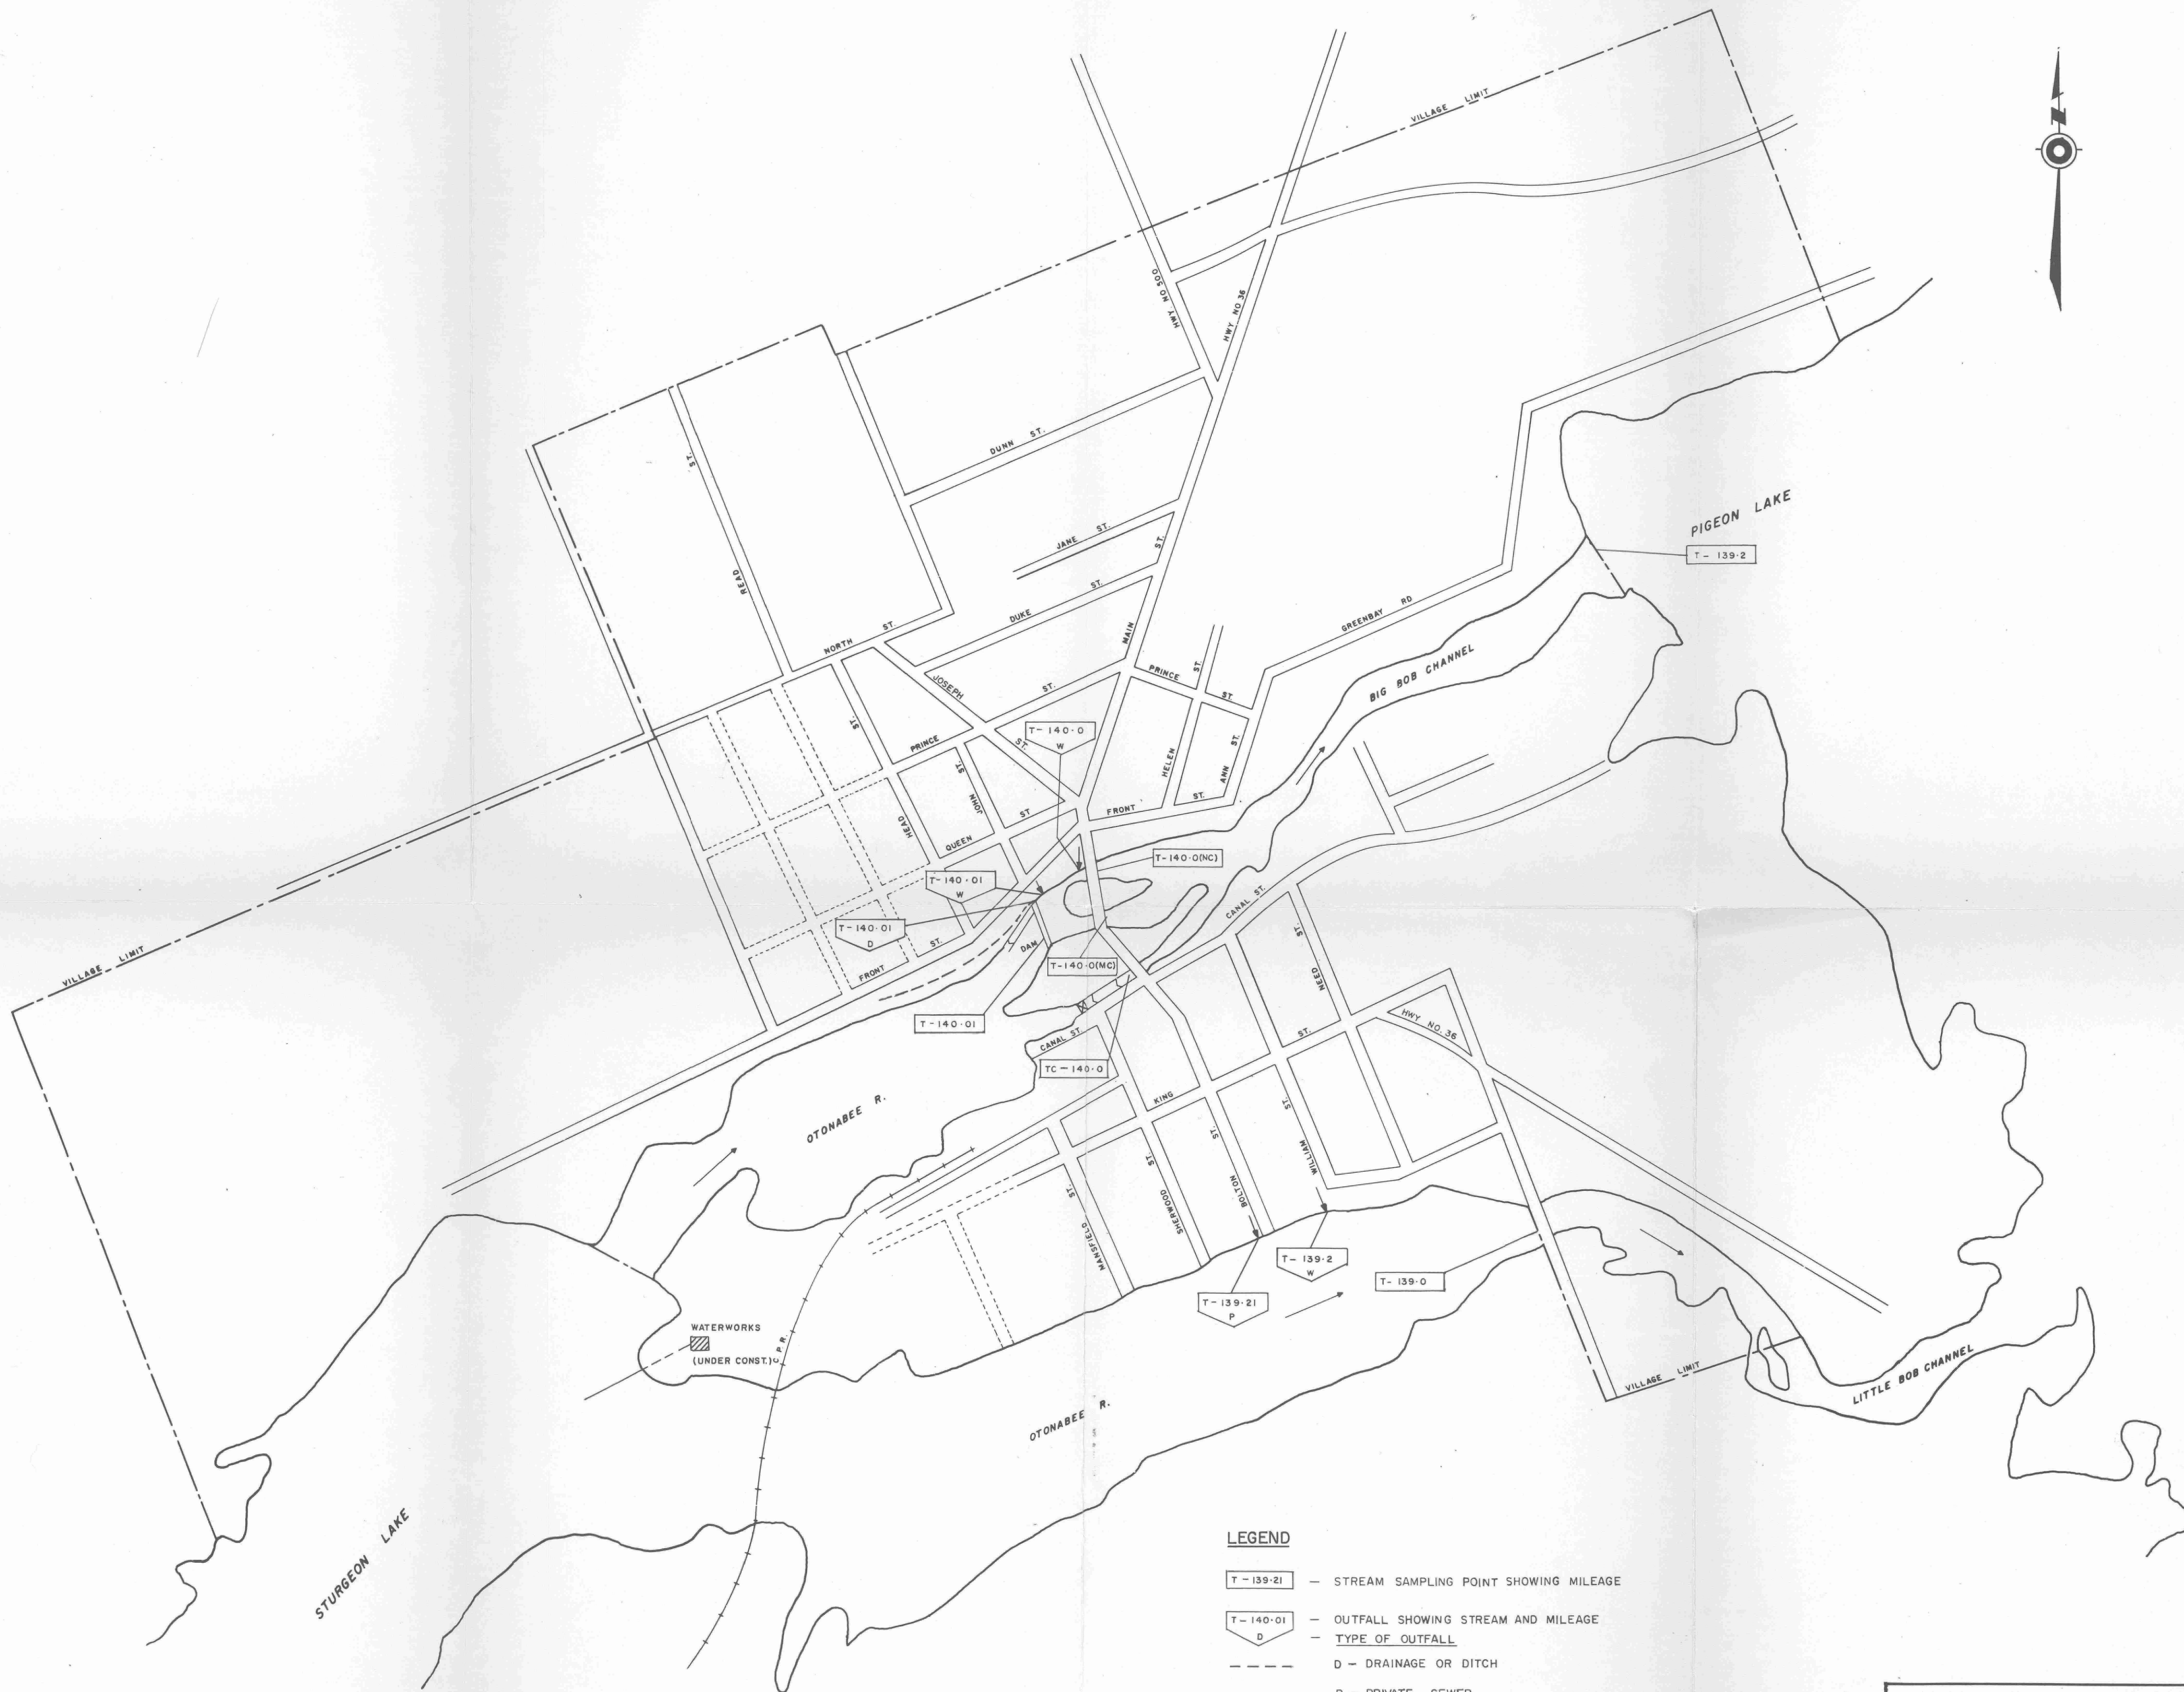 N
VILLAGE LIMIT
HWY. NO. 500
HWY NO 36
DUNN ST.
ST.
READ
JANE ST.
ST.
PIGEON LAKE
T - 139·2
DUKE ST.
MAIN
GREENBAY RD
NORTH ST.
BIG BOB CHANNEL
JOSEPH
ST.
PRINCE ST.
ST
ST.
PRINCE
ST.
T - 140·0
W
HELEN
ST.
ANN
ST.
JOHN
HEAD
ST
FRONT ST.
QUEEN
T-140·0(NC)
T-140·01
W
CANAL ST.
T-140·01
D
ST.
FRONT
DAM
T-140·0(MC)
ST.
NEED
VILLAGE LIMIT
T-140·01
CANAL ST.
ST.
HWY NO. 36
TC-140·0
KING
OTONABEE R.
ST.
WILLIAM
ST.
BOLTON
ST.
SHERWOOD
ST.
MANSFIELD
T- 139·2
W
T- 139·0
T-139·21
P
WATERWORKS
(UNDER CONST.)
C. P. R.
VILLAGE LIMIT
LITTLE BOB CHANNEL
OTONABEE R.
STURGEON LAKE
LEGEND
T-139·21 — STREAM SAMPLING POINT SHOWING MILEAGE
T-140·01 — OUTFALL SHOWING STREAM AND MILEAGE
D — TYPE OF OUTFALL
D — DRAINAGE OR DITCH
P — PRIVATE SEWER